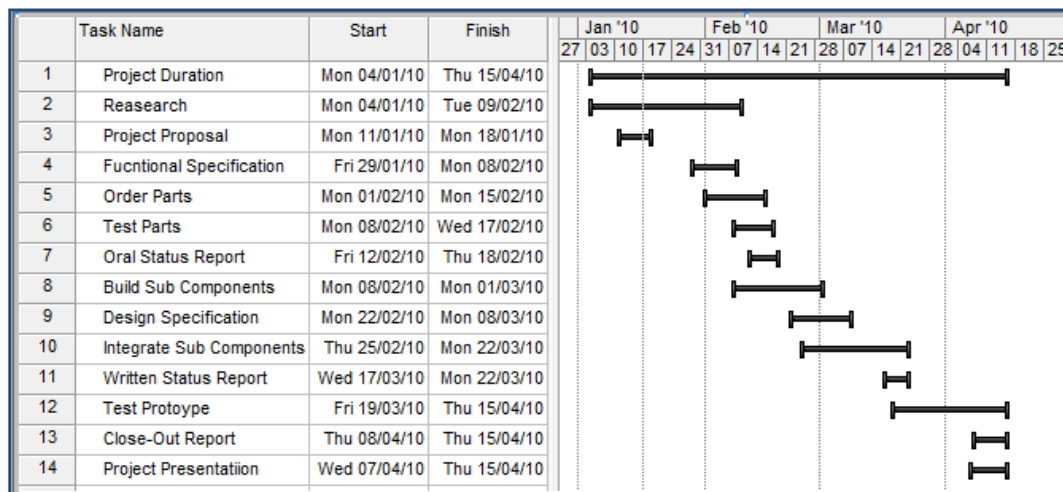 Task Name Start Finish Jan '10 Feb '10 Mar '10 Apr '10
27 03 10 17 24 31 07 14 21 28 07 14 21 28 04 11 18 25
1 Project Duration Mon 04/01/10 Thu 15/04/10
2 Reasearch Mon 04/01/10 Tue 09/02/10
3 Project Proposal Mon 11/01/10 Mon 18/01/10
4 Fucntional Specification Fri 29/01/10 Mon 08/02/10
5 Order Parts Mon 01/02/10 Mon 15/02/10
6 Test Parts Mon 08/02/10 Wed 17/02/10
7 Oral Status Report Fri 12/02/10 Thu 18/02/10
8 Build Sub Components Mon 08/02/10 Mon 01/03/10
9 Design Specification Mon 22/02/10 Mon 08/03/10
10 Integrate Sub Components Thu 25/02/10 Mon 22/03/10
11 Written Status Report Wed 17/03/10 Mon 22/03/10
12 Test Protoype Fri 19/03/10 Thu 15/04/10
13 Close-Out Report Thu 08/04/10 Thu 15/04/10
14 Project Presentatiion Wed 07/04/10 Thu 15/04/10